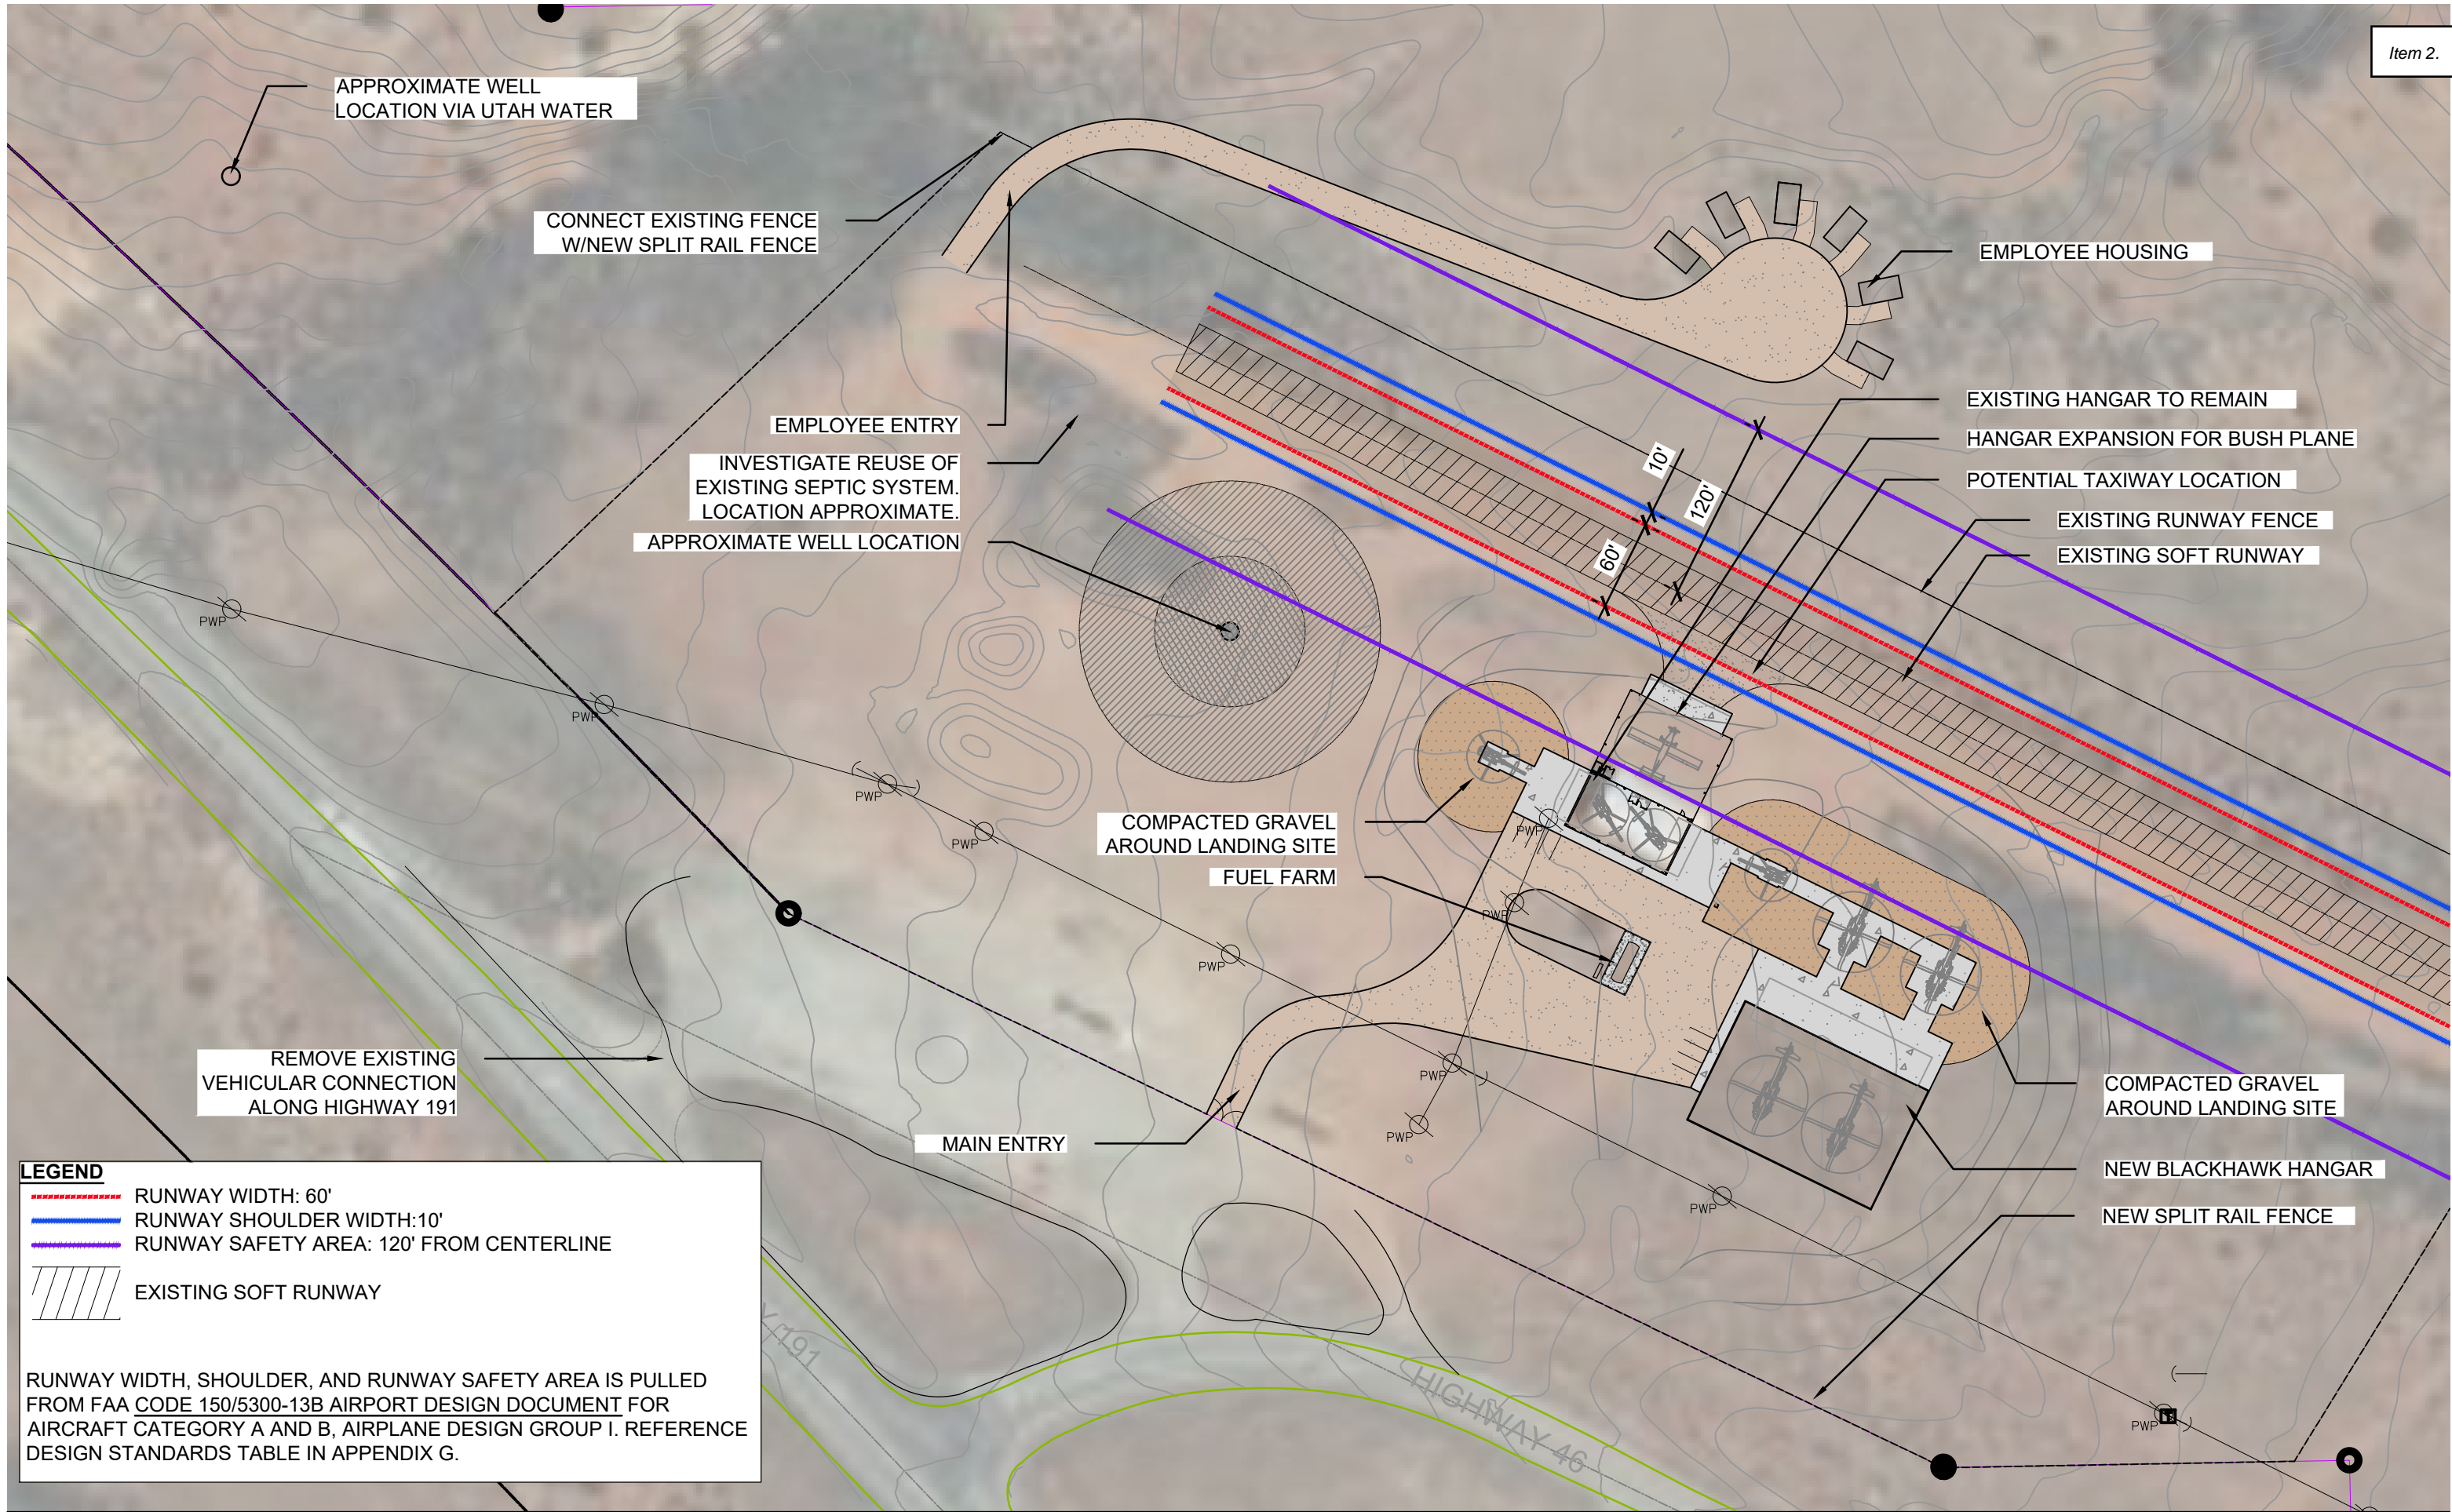 Item 2.
APPROXIMATE WELL
LOCATION VIA UTAH WATER
CONNECT EXISTING FENCE
W/NEW SPLIT RAIL FENCE
EMPLOYEE HOUSING
EXISTING HANGAR TO REMAIN
HANGAR EXPANSION FOR BUSH PLANE
POTENTIAL TAXIWAY LOCATION
EXISTING RUNWAY FENCE
EXISTING SOFT RUNWAY
EMPLOYEE ENTRY
INVESTIGATE REUSE OF
EXISTING SEPTIC SYSTEM.
LOCATION APPROXIMATE.
APPROXIMATE WELL LOCATION
10'
120'
60'
PWP
PWP
PWP
PWP
PWP
PWP
PWP
PWP
PWP
PWP
PWP
COMPACTED GRAVEL
AROUND LANDING SITE
FUEL FARM
REMOVE EXISTING
VEHICULAR CONNECTION
ALONG HIGHWAY 191
MAIN ENTRY
COMPACTED GRAVEL
AROUND LANDING SITE
NEW BLACKHAWK HANGAR
NEW SPLIT RAIL FENCE
Y 191
HIGHWAY 46
LEGEND
RUNWAY WIDTH: 60'
RUNWAY SHOULDER WIDTH:10'
RUNWAY SAFETY AREA: 120' FROM CENTERLINE
EXISTING SOFT RUNWAY
RUNWAY WIDTH, SHOULDER, AND RUNWAY SAFETY AREA IS PULLED
FROM FAA CODE 150/5300-13B AIRPORT DESIGN DOCUMENT FOR
AIRCRAFT CATEGORY A AND B, AIRPLANE DESIGN GROUP I. REFERENCE
DESIGN STANDARDS TABLE IN APPENDIX G.